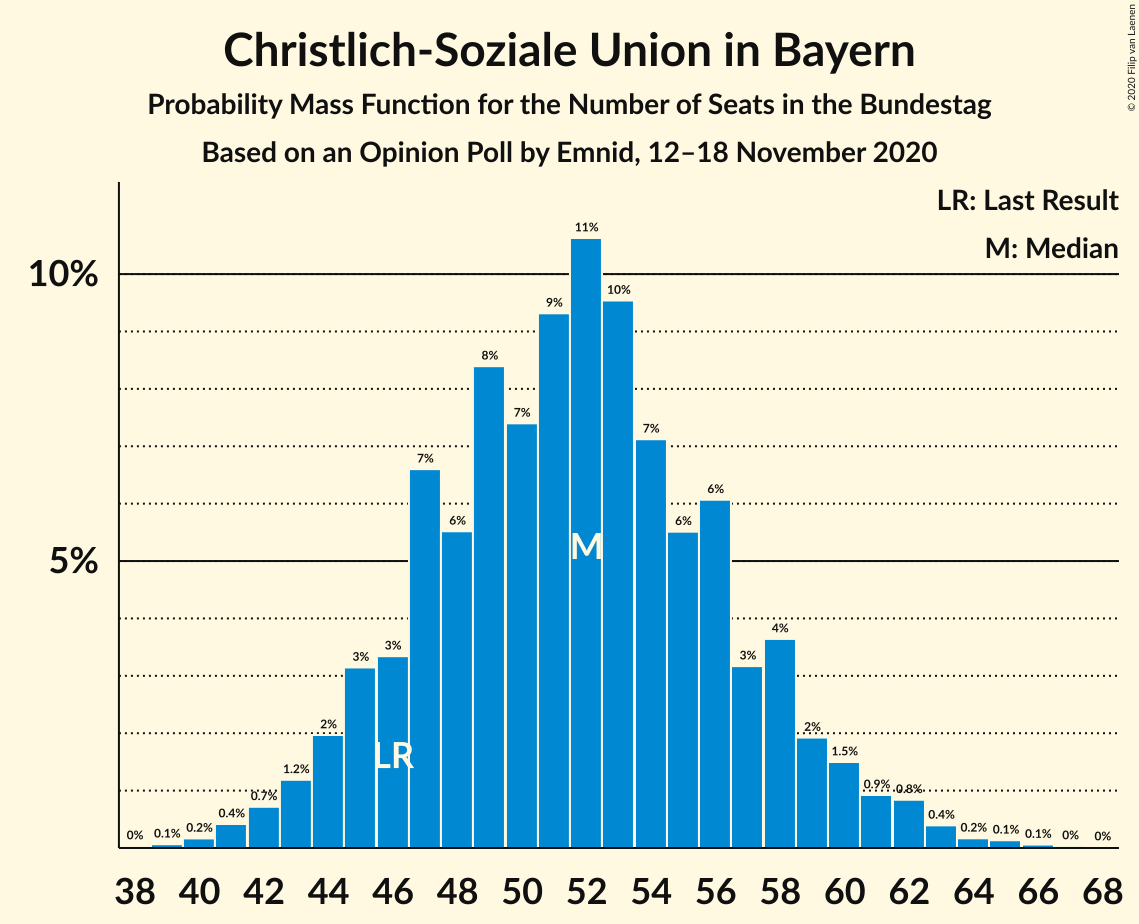 Christlich-Soziale Union in Bayern
Probability Mass Function for the Number of Seats in the Bundestag
Based on an Opinion Poll by Emnid, 12–18 November 2020
© 2020 Filip van Laenen
LR: Last Result
M: Median
10%
5%
0% 0.1% 0.2% 0.4% 0.7% 1.2% 2% 3% 3% 7% 6% 8% 7% 9% 11% 10% 7% 6% 6% 3% 4% 2% 1.5% 0.9% 0.8% 0.4% 0.2% 0.1% 0.1% 0% 0%
LR
M
38 40 42 44 46 48 50 52 54 56 58 60 62 64 66 68